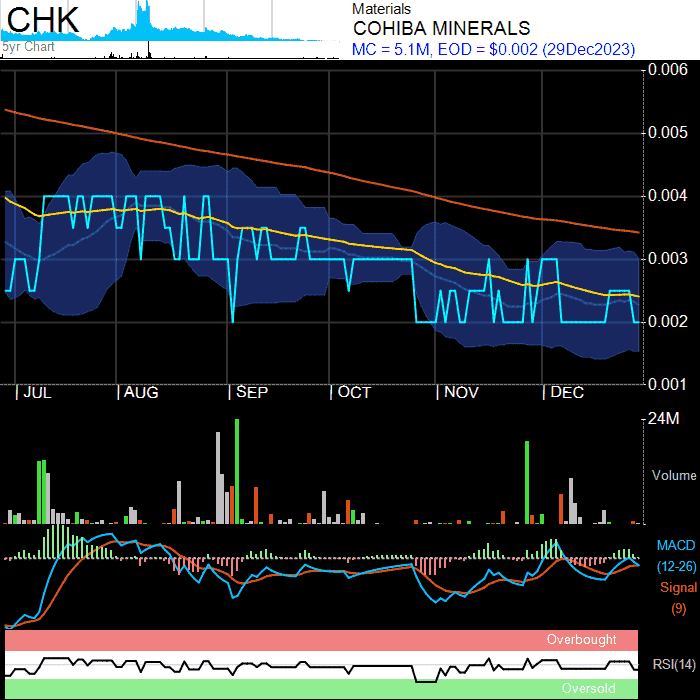 CHK
5yr Chart
Materials
COHIBA MINERALS
MC = 5.1M, EOD = $0.002 (29Dec2023)
0.006
0.005
0.004
0.003
0.002
0.001
JUL AUG SEP OCT NOV DEC
24M
Volume
MACD
(12-26)
Signal
(9)
Overbought
RSI(14)
Oversold